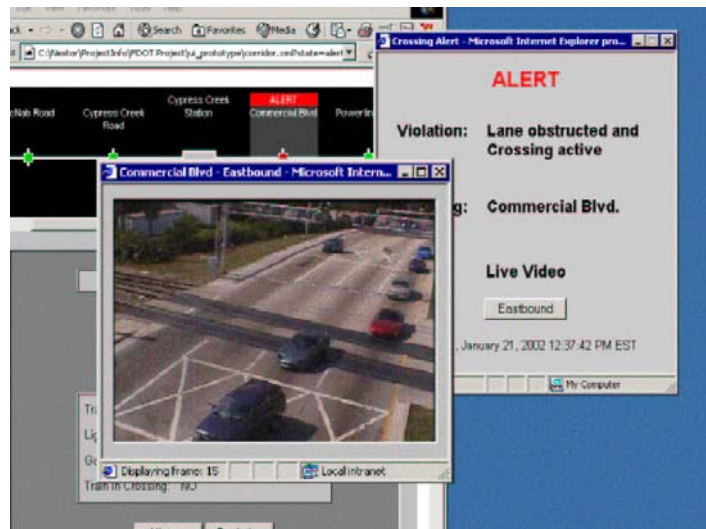 Search Favorites Media
C:\Nestor\ProjectInfo\FDOT Project\ui_prototype\corridor.cml?state=alert
Crossing Alert - Microsoft Internet Explorer pro...
ALERT
Violation: Lane obstructed and
Crossing active
Commercial Blvd.
Live Video
Eastbound
January 21, 2002 12:37:42 PM EST
My Computer
Road
Cypress Creek
Road
Cypress Creek
Station
ALERT
Commercial Blvd
Commercial Blvd - Eastbound - Microsoft Intern...
Displaying frame: 15
Local intranet
Train in Crossing: NO